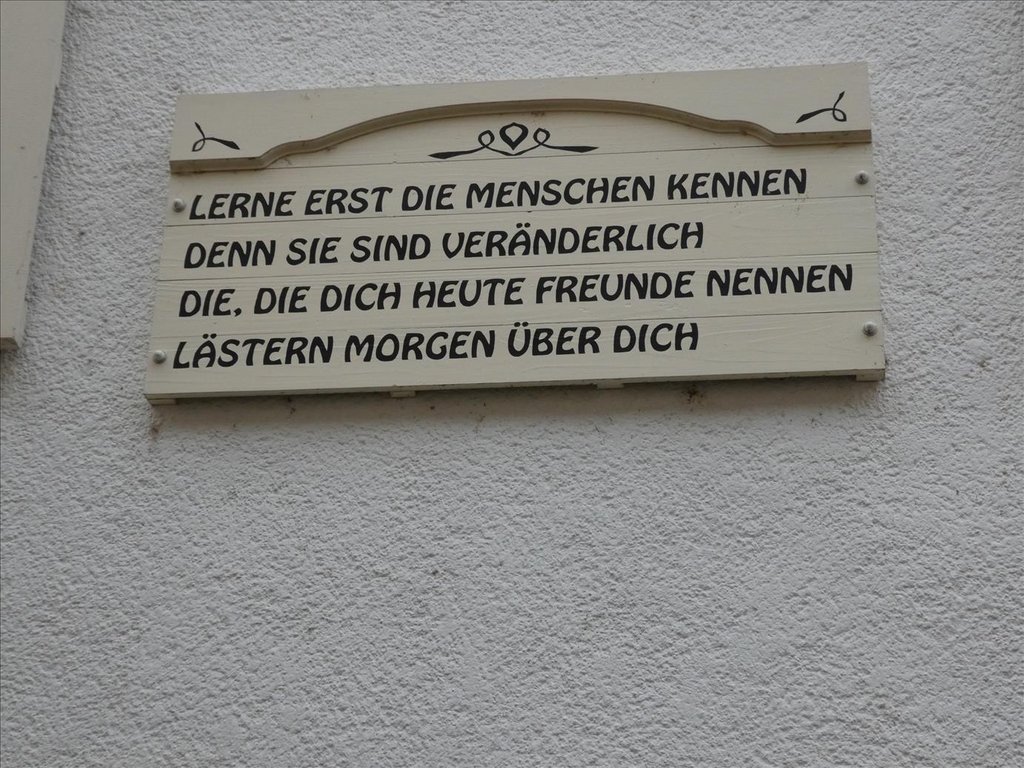 LERNE ERST DIE MENSCHEN KENNEN
DENN SIE SIND VERÄNDERLICH
DIE, DIE DICH HEUTE FREUNDE NENNEN
LÄSTERN MORGEN ÜBER DICH